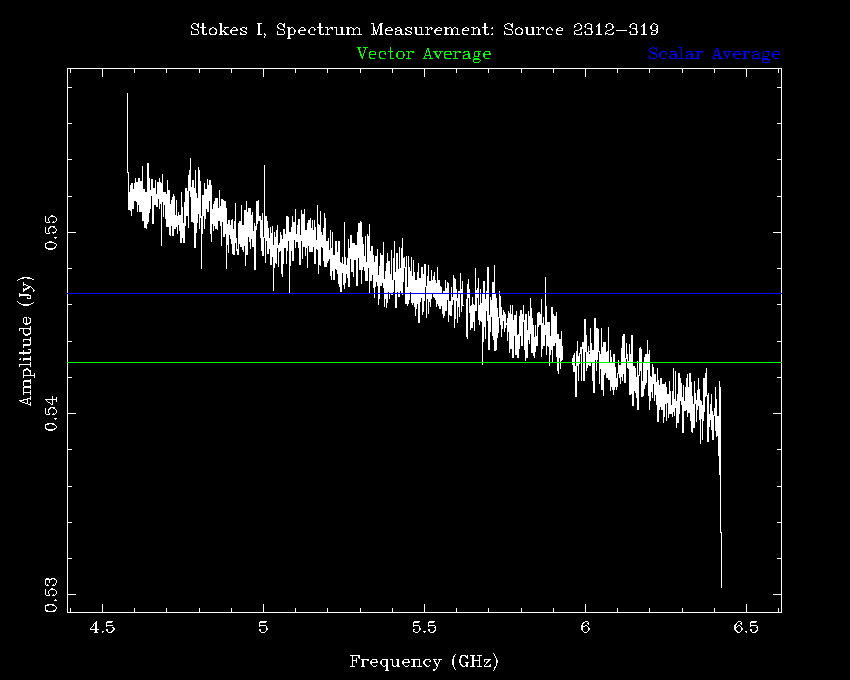 Stokes I, Spectrum Measurement: Source 2312−319
Vector Average Scalar Average
Amplitude (Jy)
0.55
0.54
0.53
4.5 5 5.5 6 6.5
Frequency (GHz)